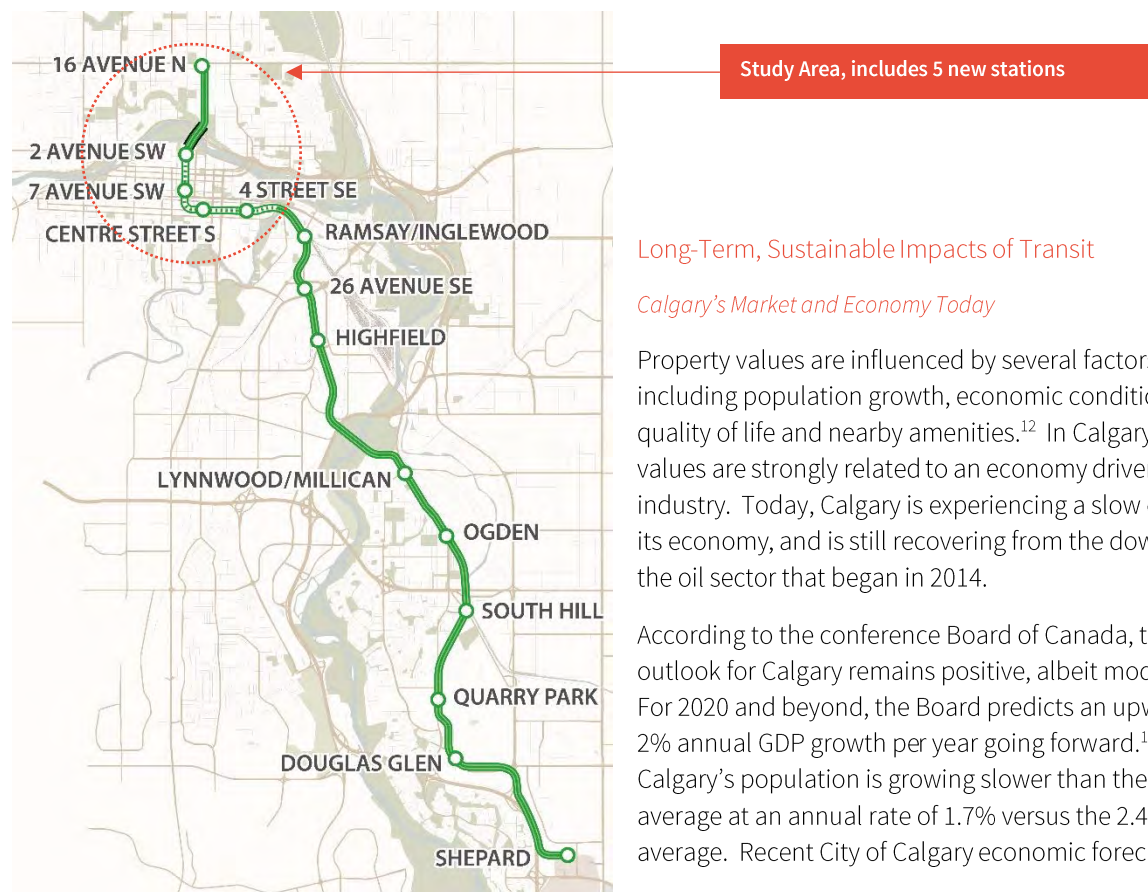 16 AVENUE N
Study Area, includes 5 new stations
2 AVENUE SW
7 AVENUE SW
4 STREET SE
CENTRE STREET S
RAMSAY/INGLEWOOD
26 AVENUE SE
HIGHFIELD
LYNNWOOD/MILLICAN
OGDEN
SOUTH HILL
QUARRY PARK
DOUGLAS GLEN
SHEPARD
Long-Term, Sustainable Impacts of Transit
Calgary's Market and Economy Today
Property values are influenced by several factors
including population growth, economic conditio
quality of life and nearby amenities.12 In Calgary
values are strongly related to an economy drive
industry. Today, Calgary is experiencing a slow
its economy, and is still recovering from the dow
the oil sector that began in 2014.
According to the conference Board of Canada, t
outlook for Calgary remains positive, albeit mod
For 2020 and beyond, the Board predicts an upw
2% annual GDP growth per year going forward.1
Calgary's population is growing slower than the
average at an annual rate of 1.7% versus the 2.4
average. Recent City of Calgary economic forec